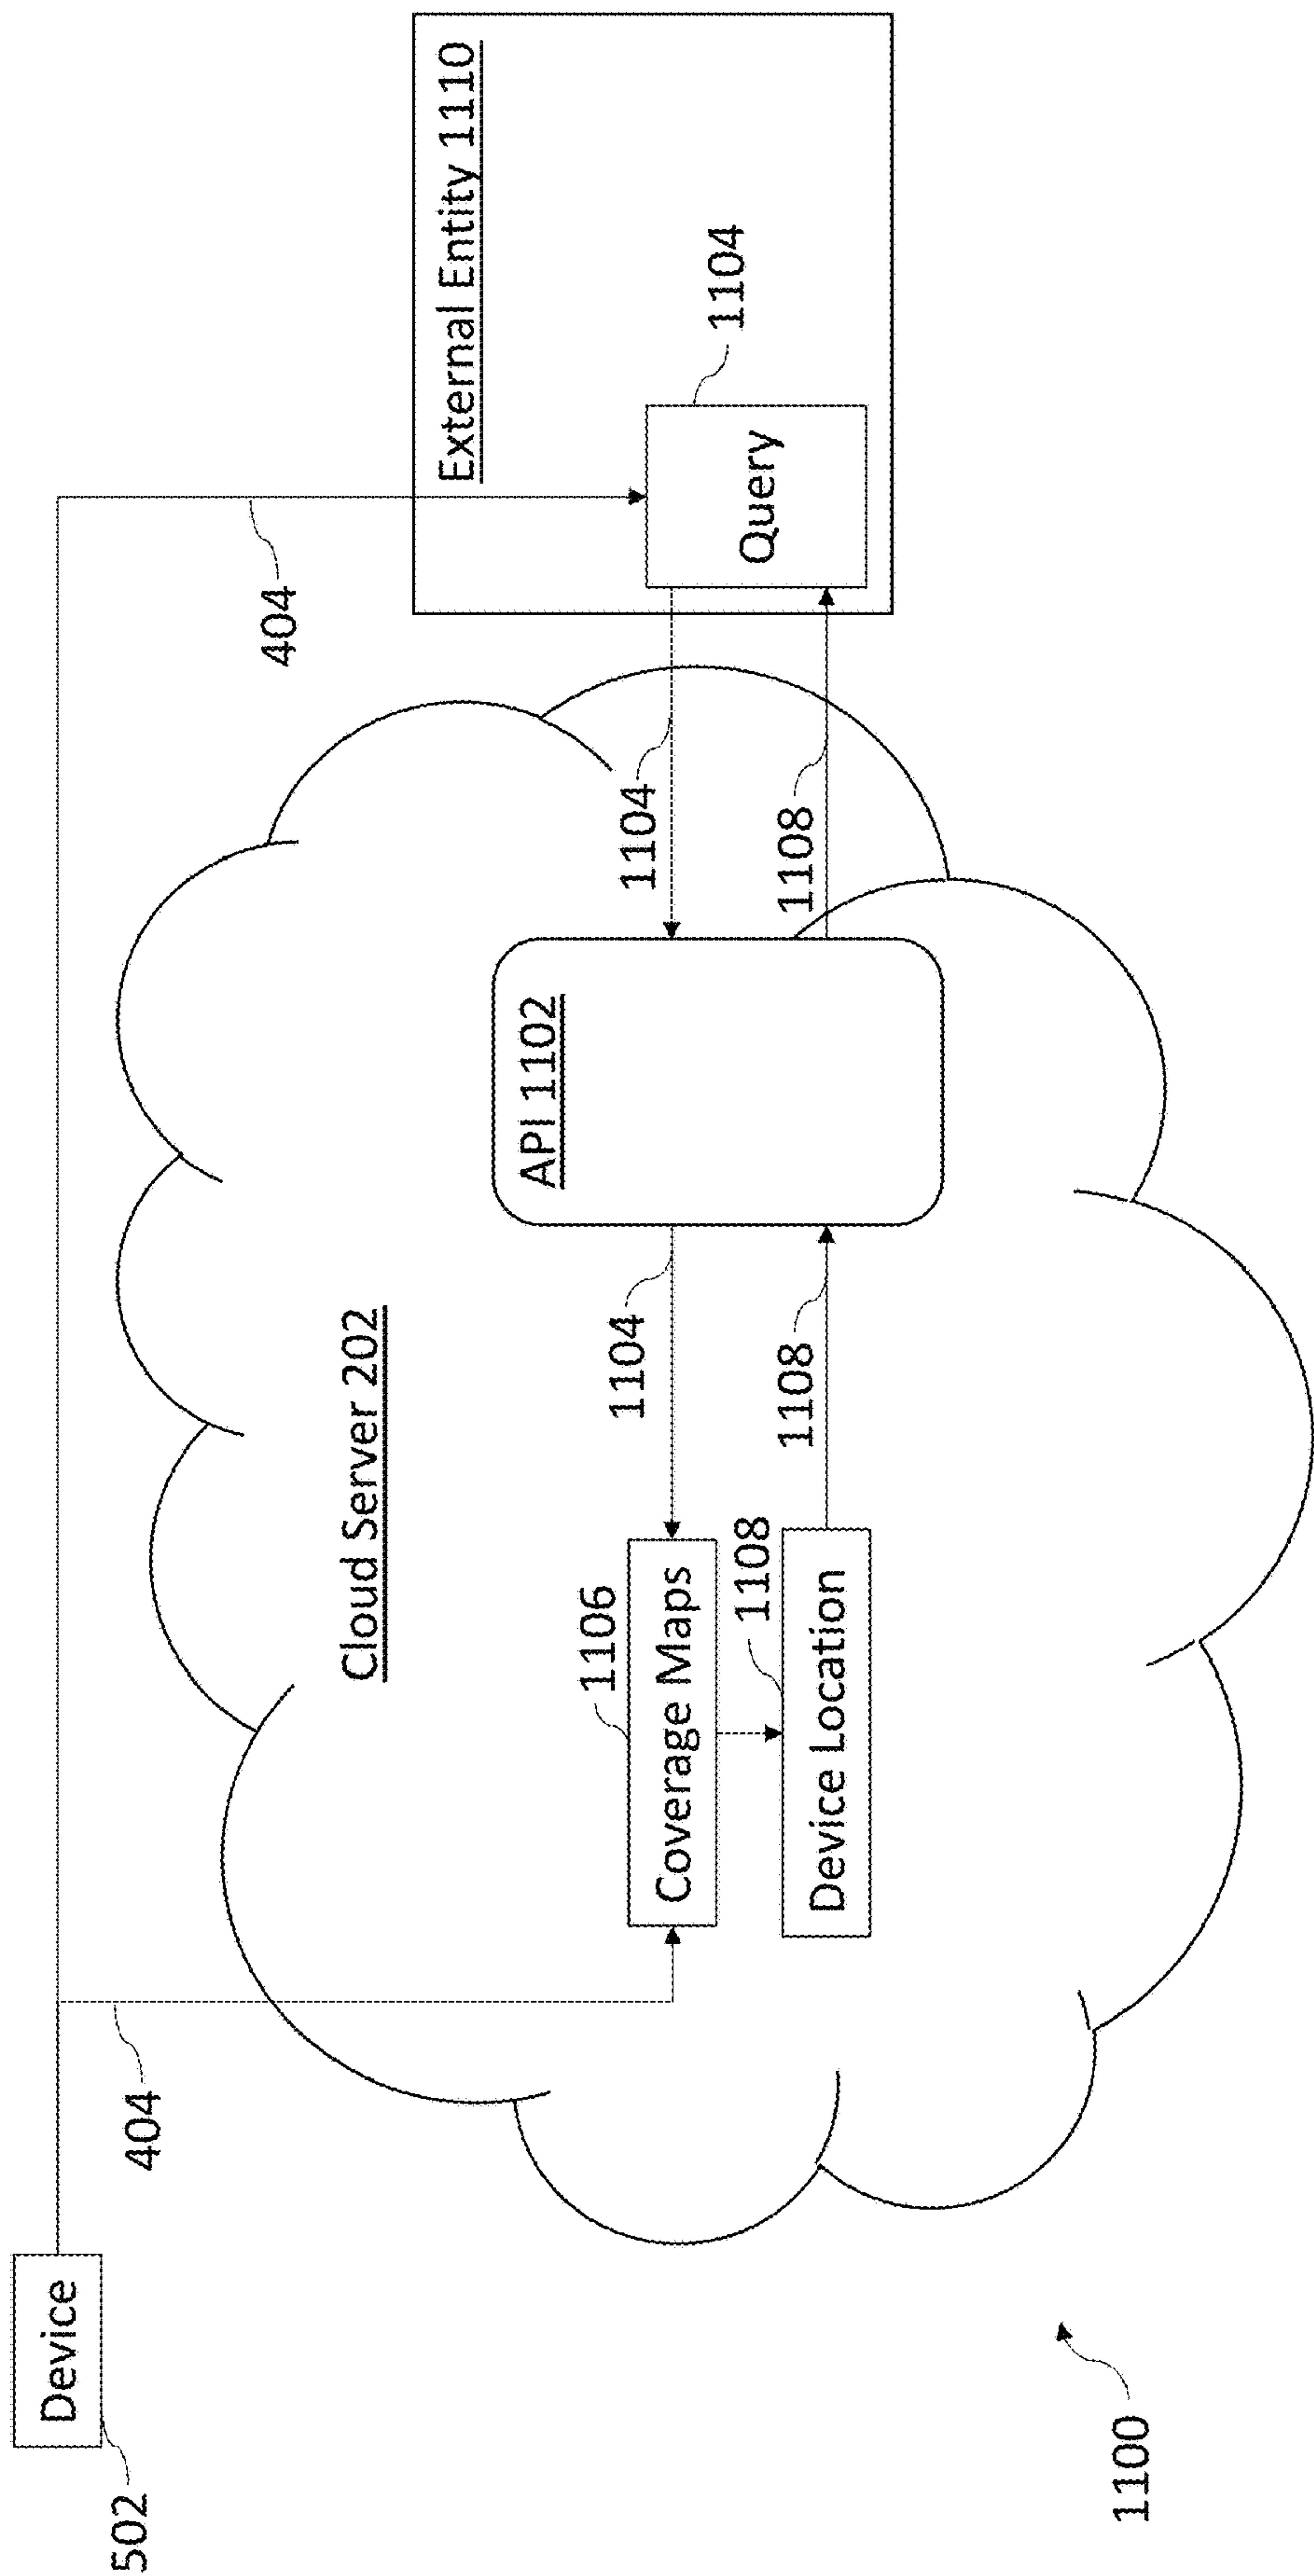 502
Device
404
404
External Entity 1110
Cloud Server 202
API 1102
1106
Coverage Maps
1104
1104
Query
1104
1108
Device Location
1108
1108
1100